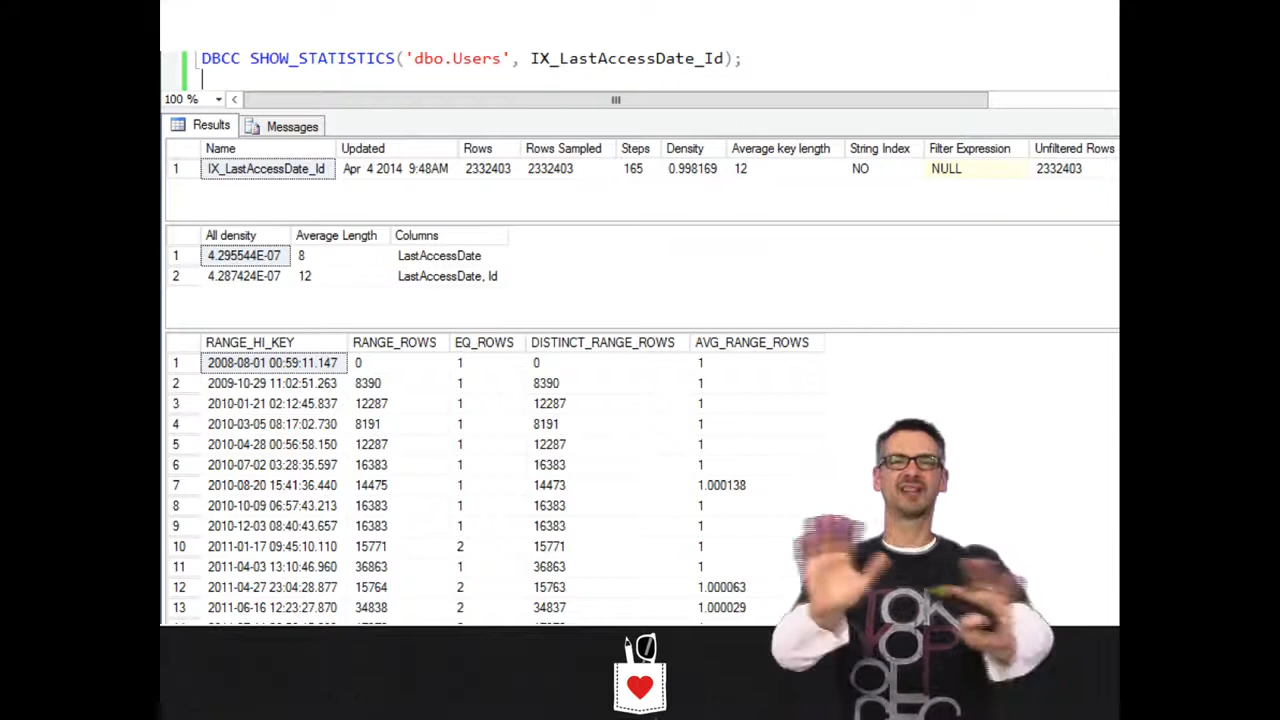 DBCC SHOW_STATISTICS('dbo.Users', IX_LastAccessDate_Id);
100 %
Results Messages
Name Updated Rows Rows Sampled Steps Density Average key length String Index Filter Expression Unfiltered Rows
1 IX_LastAccessDate_Id Apr 4 2014 9:48AM 2332403 2332403 165 0.998169 12 NO NULL 2332403
All density Average Length Columns
1 4.295544E-07 8 LastAccessDate
2 4.287424E-07 12 LastAccessDate, Id
RANGE_HI_KEY RANGE_ROWS EQ_ROWS DISTINCT_RANGE_ROWS AVG_RANGE_ROWS
1 2008-08-01 00:59:11.147 0 1 0 1
2 2009-10-29 11:02:51.263 8390 1 8390 1
3 2010-01-21 02:12:45.837 12287 1 12287 1
4 2010-03-05 08:17:02.730 8191 1 8191 1
5 2010-04-28 00:56:58.150 12287 1 12287 1
6 2010-07-02 03:28:35.597 16383 1 16383 1
7 2010-08-20 15:41:36.440 14475 1 14473 1.000138
8 2010-10-09 06:57:43.213 16383 1 16383 1
9 2010-12-03 08:40:43.657 16383 1 16383 1
10 2011-01-17 09:45:10.110 15771 2 15771 1
11 2011-04-03 13:10:46.960 36863 1 36863 1
12 2011-04-27 23:04:28.877 15764 2 15763 1.000063
13 2011-06-16 12:23:27.870 34838 2 34837 1.000029